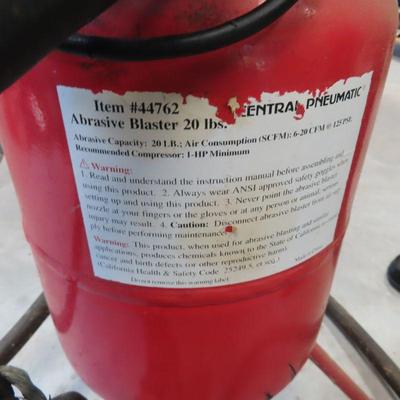 Item #44762
CENTRAL PNEUMATIC
Abrasive Blaster 20 lbs.
Abrasive Capacity: 20 LB.; Air Consumption (SCFM): 6-20 CFM @ 125 PSI.
Recommended Compressor: 1-HP Minimum
Warning:
1. Read and understand the instruction manual before assembling and
using this product. 2. Always wear ANSI approved safety goggles when
setting up and using this product. 3. Never point the abrasive blaster
nozzle at your fingers or the gloves or at any person or animal, serious
injury may result. 4. Caution: Disconnect abrasive blaster from air sup-
ply before performing maintenance.
Warning: This product, when used for abrasive blasting and similar
applications, produces chemicals known to the State of California to
cancer and birth defects (or other reproductive harm).
(California Health & Safety Code 25249.5, et seq.)
Made in China
Do not remove this warning label.